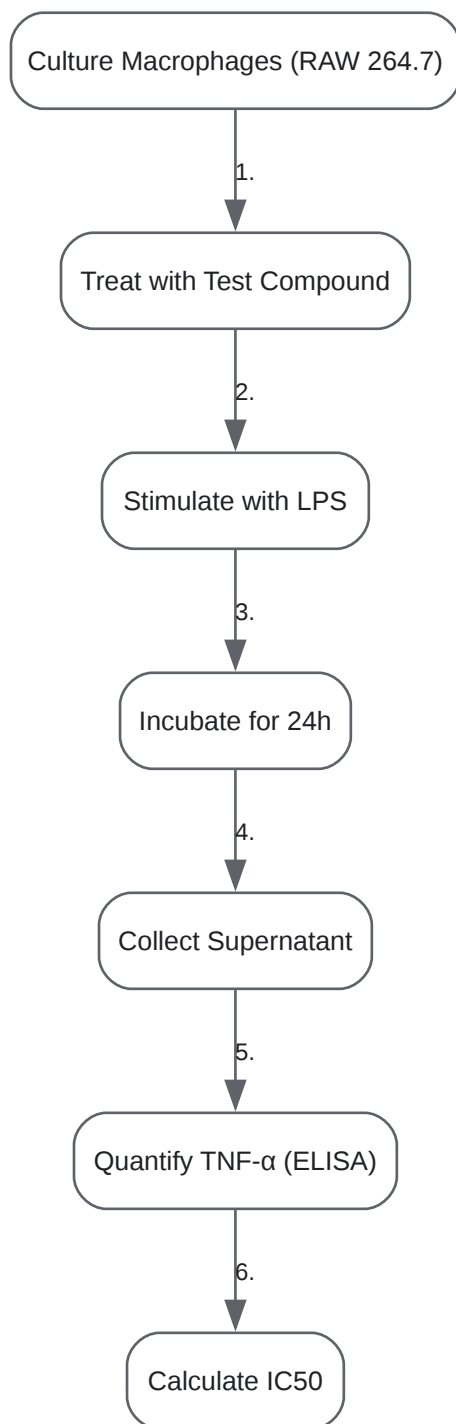 Culture Macrophages (RAW 264.7)
1.
Treat with Test Compound
2.
Stimulate with LPS
3.
Incubate for 24h
4.
Collect Supernatant
5.
Quantify TNF-α (ELISA)
6.
Calculate IC50